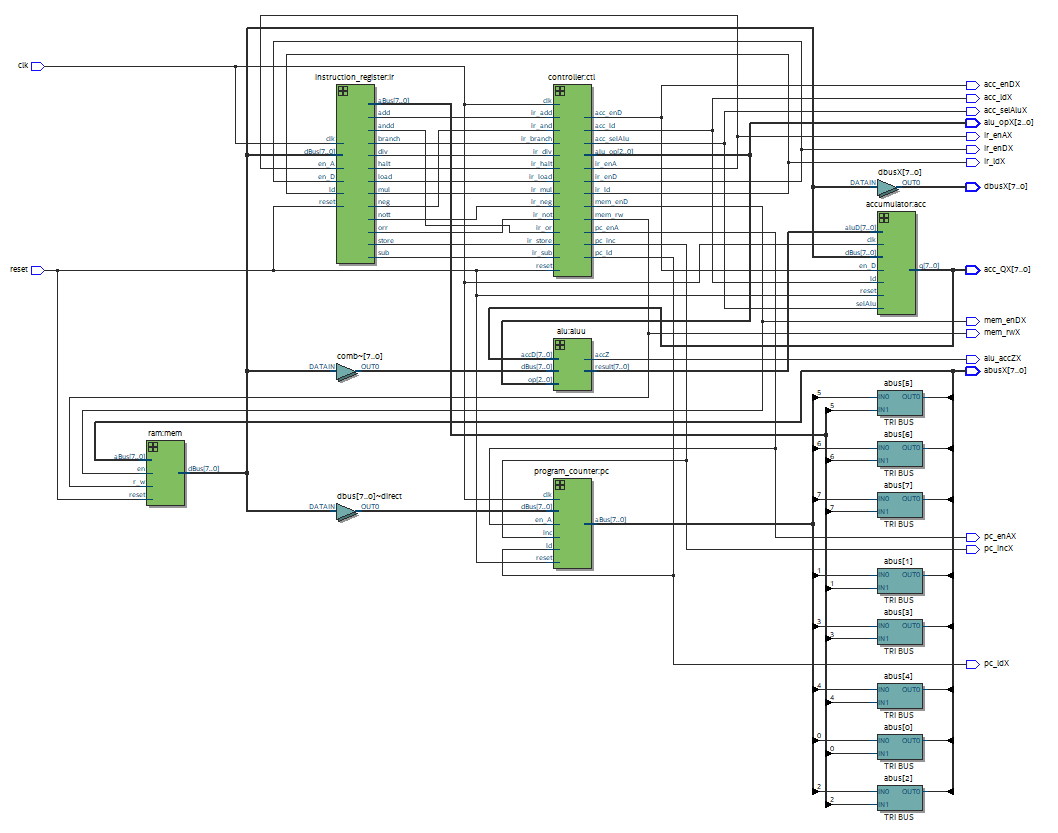 clk
reset
instruction_register:ir
clk
dBus[7..0]
en_A
en_D
ld
reset
aBus[7..0]
add
andd
branch
div
halt
load
mul
neg
nott
orr
store
sub
controller:ctl
clk
ir_add
ir_and
ir_branch
ir_div
ir_halt
ir_load
ir_mul
ir_neg
ir_not
ir_or
ir_store
ir_sub
reset
acc_enD
acc_ld
acc_selAlu
alu_op[2..0]
ir_enA
ir_enD
ir_ld
mem_enD
mem_rw
pc_enA
pc_inc
pc_ld
acc_enDX
acc_ldX
acc_selAluX
alu_opX[2..0]
ir_enAX
ir_enDX
ir_ldX
dbusX[7..0]
DATAIN
OUT0
dbusX[7..0]
accumulator:acc
aluD[7..0]
clk
dBus[7..0]
en_D
ld
reset
selAlu
q[7..0]
acc_QX[7..0]
mem_enDX
mem_rwX
alu_accZX
abusX[7..0]
alu:aluu
accD[7..0]
dBus[7..0]
op[2..0]
accZ
result[7..0]
comb~[7..0]
DATAIN
OUT0
ram:mem
aBus[7..0]
en
r_w
reset
dBus[7..0]
dbus[7..0]~direct
DATAIN
OUT0
program_counter:pc
clk
dBus[7..0]
en_A
inc
ld
reset
aBus[7..0]
abus[5]
5
IN0
OUT0
5
IN1
TRI BUS
abus[6]
6
IN0
OUT0
6
IN1
TRI BUS
abus[7]
7
IN0
OUT0
7
IN1
TRI BUS
pc_enAX
pc_incX
abus[1]
1
IN0
OUT0
1
IN1
TRI BUS
abus[3]
3
IN0
OUT0
3
IN1
TRI BUS
pc_ldX
abus[4]
4
IN0
OUT0
4
IN1
TRI BUS
abus[0]
0
IN0
OUT0
0
IN1
TRI BUS
abus[2]
2
IN0
OUT0
2
IN1
TRI BUS